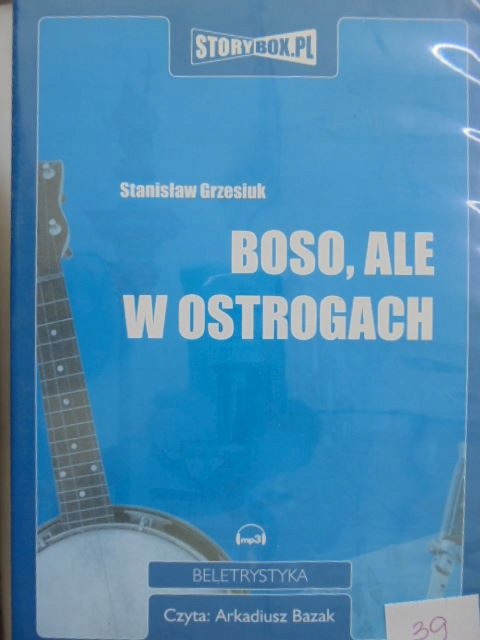 STORYBOX.PL
Stanisław Grzesiuk
BOSO, ALE
W OSTROGACH
mp3
BELETRYSTYKA
Czyta: Arkadiusz Bazak
39